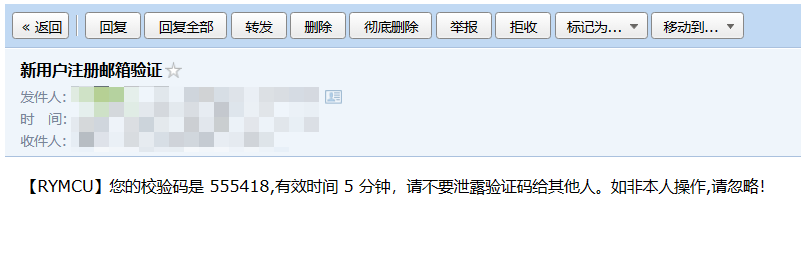 « 返回 回复 回复全部 转发 删除 彻底删除 举报 拒收 标记为... 移动到...
新用户注册邮箱验证
发件人:
时 间:
收件人:
【RYMCU】您的校验码是 555418,有效时间 5 分钟，请不要泄露验证码给其他人。如非本人操作,请忽略!